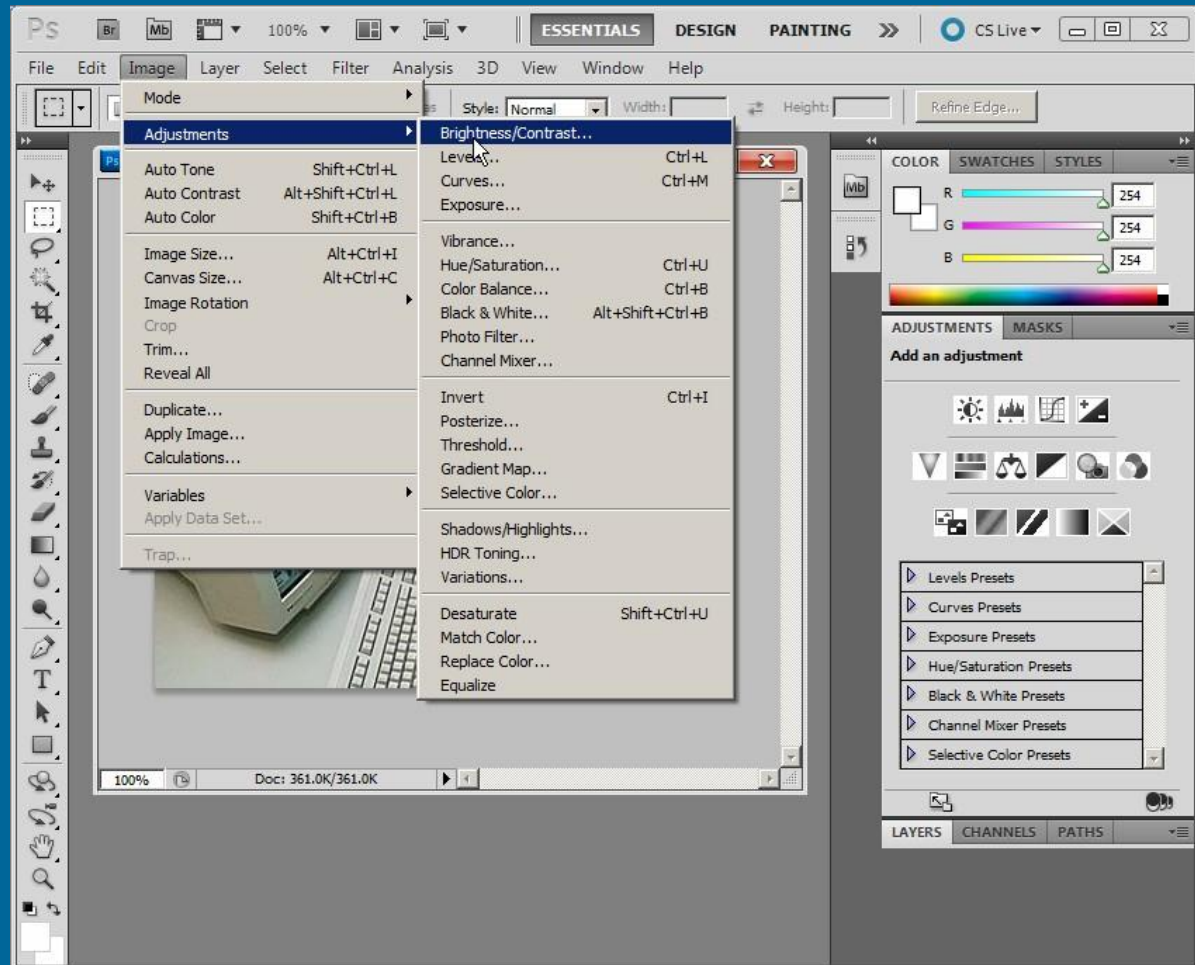 Ps Br Mb 100% ESSENTIALS DESIGN PAINTING CS Live
File Edit Image Layer Select Filter Analysis 3D View Window Help
Style: Normal Width: Height: Refine Edge...
Mode
Adjustments
Auto Tone Shift+Ctrl+L
Auto Contrast Alt+Shift+Ctrl+L
Auto Color Shift+Ctrl+B
Image Size... Alt+Ctrl+I
Canvas Size... Alt+Ctrl+C
Image Rotation
Crop
Trim...
Reveal All
Duplicate...
Apply Image...
Calculations...
Variables
Apply Data Set...
Trap...
Brightness/Contrast...
Levels... Ctrl+L
Curves... Ctrl+M
Exposure...
Vibrance...
Hue/Saturation... Ctrl+U
Color Balance... Ctrl+B
Black & White... Alt+Shift+Ctrl+B
Photo Filter...
Channel Mixer...
Invert Ctrl+I
Posterize...
Threshold...
Gradient Map...
Selective Color...
Shadows/Highlights...
HDR Toning...
Variations...
Desaturate Shift+Ctrl+U
Match Color...
Replace Color...
Equalize
Ps
100% Doc: 361.0K/361.0K
Mb
COLOR SWATCHES STYLES
R 254
G 254
B 254
ADJUSTMENTS MASKS
Add an adjustment
Levels Presets
Curves Presets
Exposure Presets
Hue/Saturation Presets
Black & White Presets
Channel Mixer Presets
Selective Color Presets
LAYERS CHANNELS PATHS
T